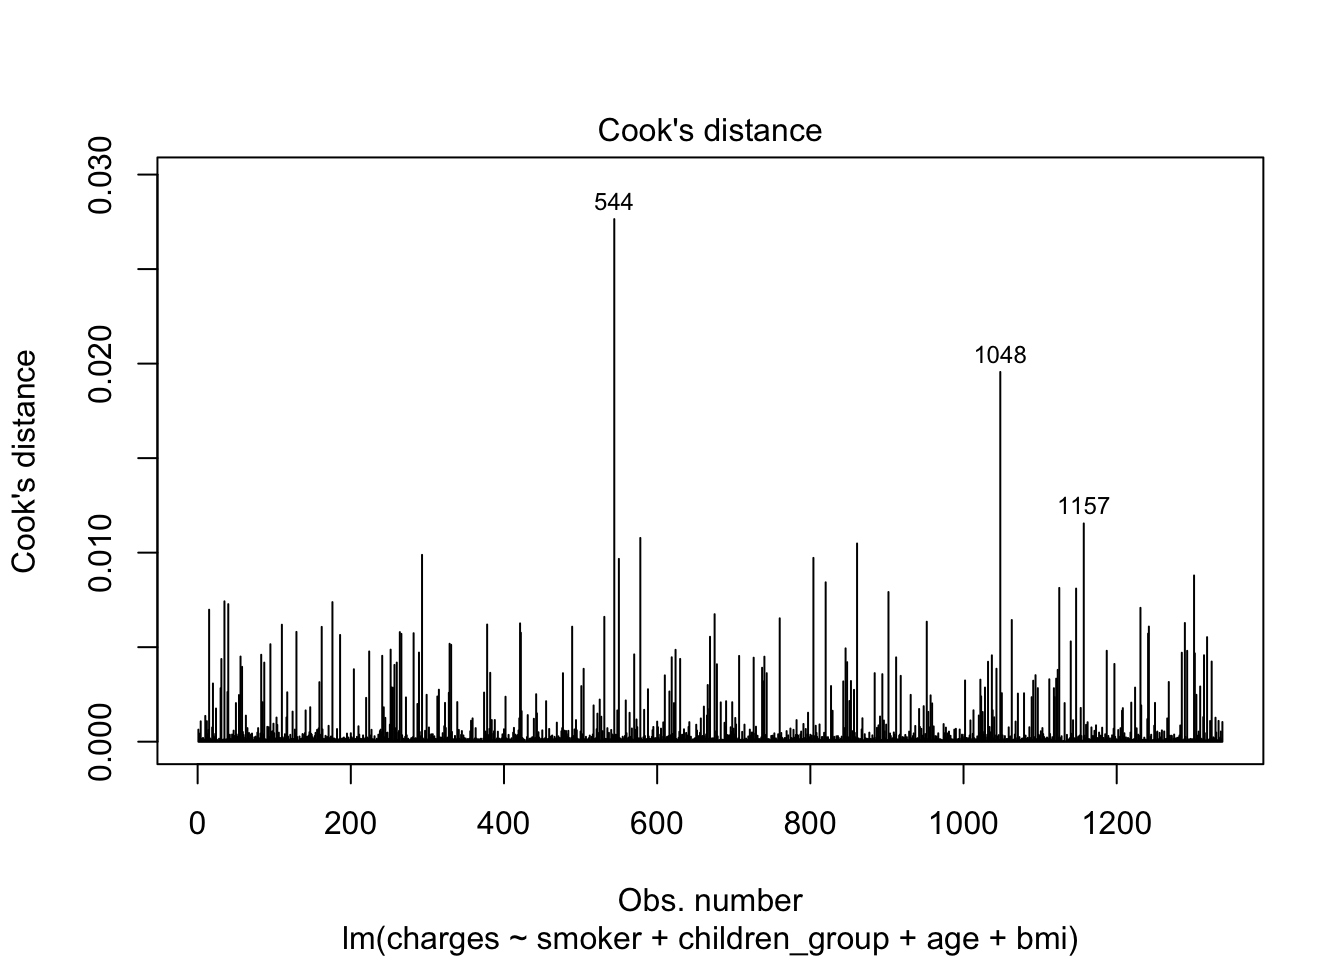 Cook's distance
0.030
544
0.020
1048
1157
0.010
0.000
Cook's distance
0 200 400 600 800 1000 1200
Obs. number
lm(charges ~ smoker + children_group + age + bmi)